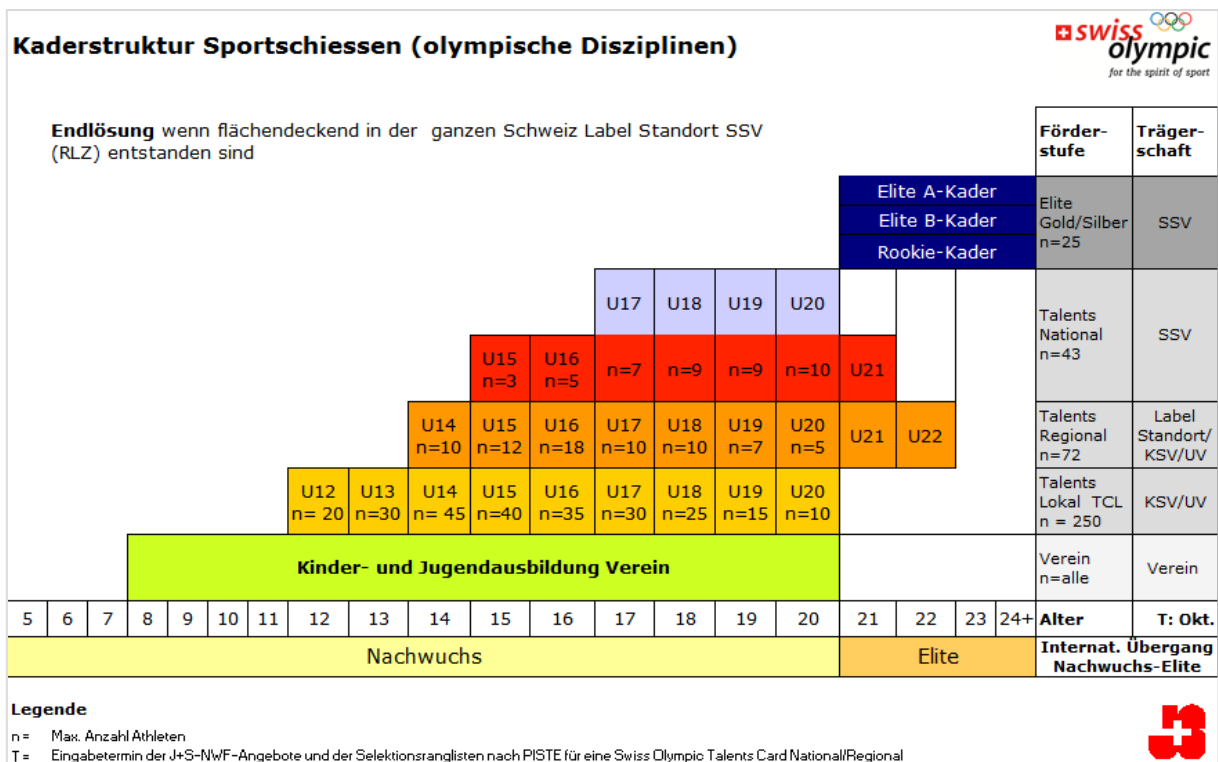 Kaderstruktur Sportschiessen (olympische Disziplinen)
swiss
olympic
for the spirit of sport
Endlösung wenn flächendeckend in der ganzen Schweiz Label Standort SSV
(RLZ) entstanden sind
Förder-
stufe
Träger-
schaft
Elite A-Kader
Elite B-Kader
Rookie-Kader
Elite
Gold/Silber
n=25
SSV
U17 U18 U19 U20
U15
n=3
U16
n=5
n=7 n=9 n=9 n=10 U21
Talents
National
n=43
SSV
U14
n=10
U15
n=12
U16
n=18
U17
n=10
U18
n=10
U19
n=7
U20
n=5
U21 U22
Talents
Regional
n=72
Label
Standort/
KSV/UV
U12
n= 20
U13
n=30
U14
n= 45
U15
n=40
U16
n=35
U17
n=30
U18
n=25
U19
n=15
U20
n=10
Talents
Lokal TCL
n = 250
KSV/UV
Kinder- und Jugendausbildung Verein
Verein
n=alle
Verein
5 6 7 8 9 10 11 12 13 14 15 16 17 18 19 20 21 22 23 24+ Alter T: Okt.
Nachwuchs Elite
Internat. Übergang
Nachwuchs-Elite
Legende
n = Max. Anzahl Athleten
T = Eingabetermin der J+S-NWF-Angebote und der Selektionsranglisten nach PISTE für eine Swiss Olympic Talents Card National/Regional